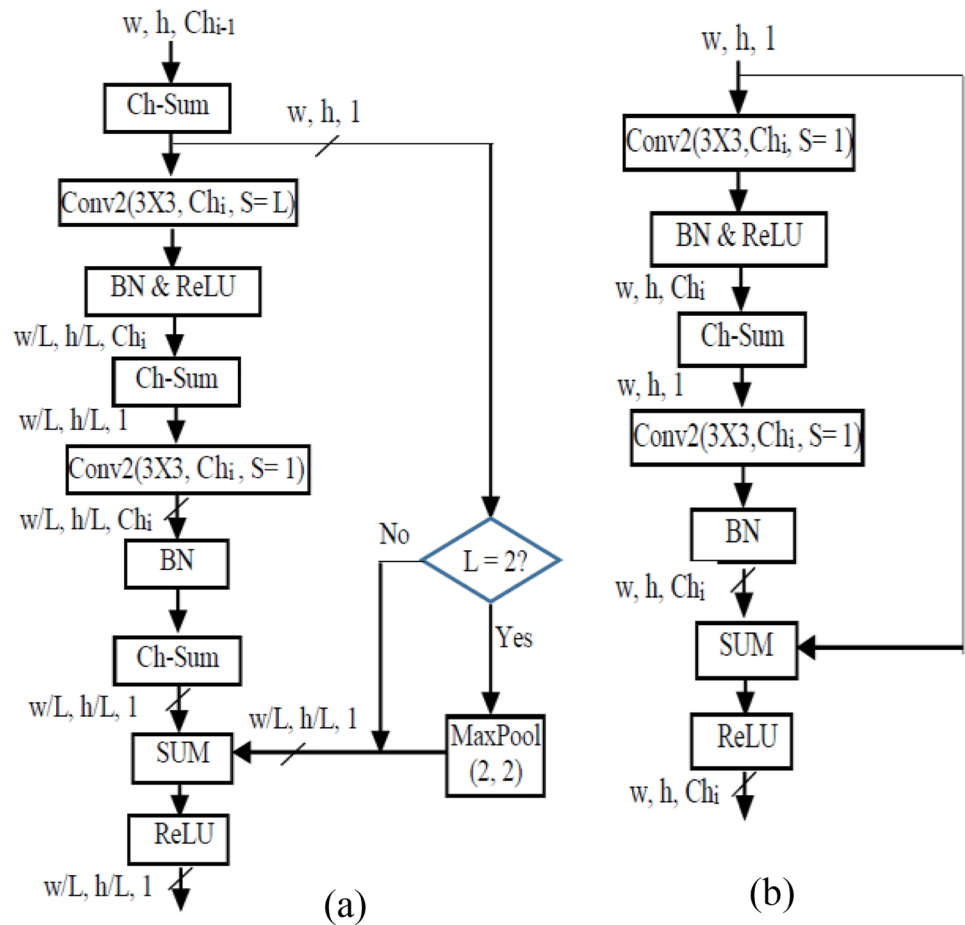 w, h, Chi-1
Ch-Sum
w, h, 1
Conv2(3X3, Chi, S= L)
BN & ReLU
w/L, h/L, Chi
Ch-Sum
w/L, h/L, 1
Conv2(3X3, Chi, S= 1)
w/L, h/L, Chi
BN
Ch-Sum
w/L, h/L, 1
SUM
ReLU
w/L, h/L, 1
No
L = 2?
Yes
w/L, h/L, 1
MaxPool
(2, 2)
(a)
w, h, 1
Conv2(3X3,Chi, S= 1)
BN & ReLU
w, h, Chi
Ch-Sum
w, h, 1
Conv2(3X3,Chi, S= 1)
BN
w, h, Chi
SUM
ReLU
w, h, Chi
(b)